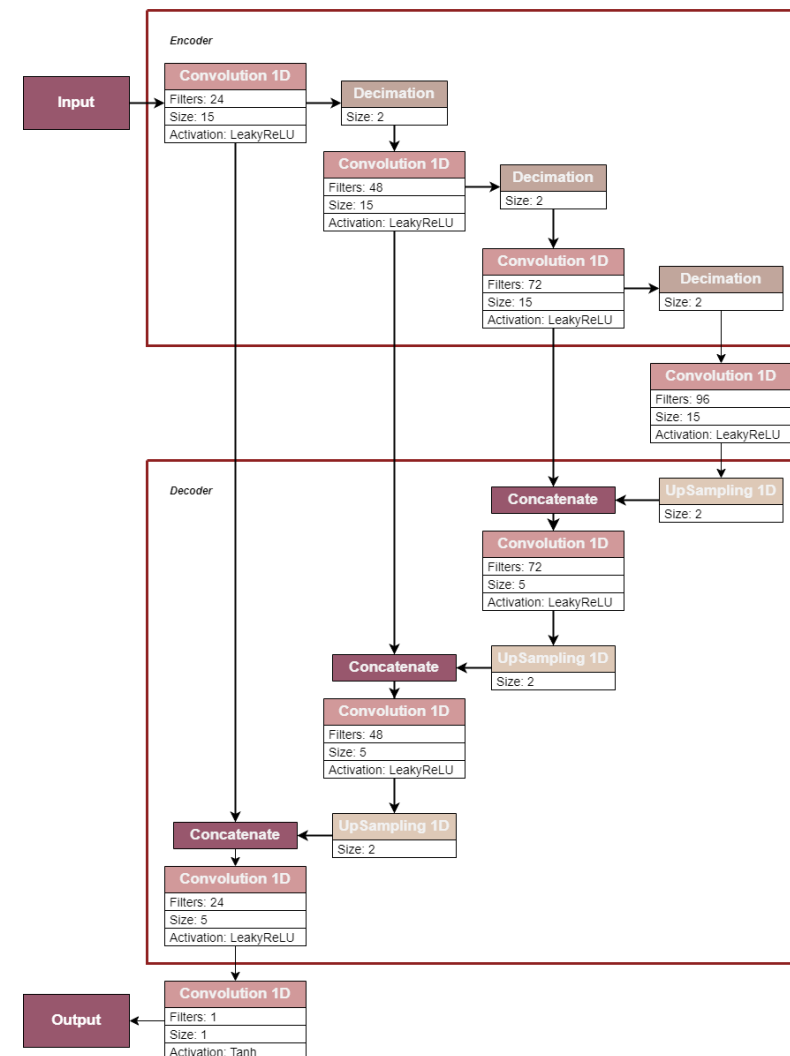 Encoder
Input
Convolution 1D
Filters: 24
Size: 15
Activation: LeakyReLU
Decimation
Size: 2
Convolution 1D
Filters: 48
Size: 15
Activation: LeakyReLU
Decimation
Size: 2
Convolution 1D
Filters: 72
Size: 15
Activation: LeakyReLU
Decimation
Size: 2
Convolution 1D
Filters: 96
Size: 15
Activation: LeakyReLU
Decoder
UpSampling 1D
Size: 2
Concatenate
Convolution 1D
Filters: 72
Size: 5
Activation: LeakyReLU
UpSampling 1D
Size: 2
Concatenate
Convolution 1D
Filters: 48
Size: 5
Activation: LeakyReLU
UpSampling 1D
Size: 2
Concatenate
Convolution 1D
Filters: 24
Size: 5
Activation: LeakyReLU
Convolution 1D
Filters: 1
Size: 1
Activation: Tanh
Output